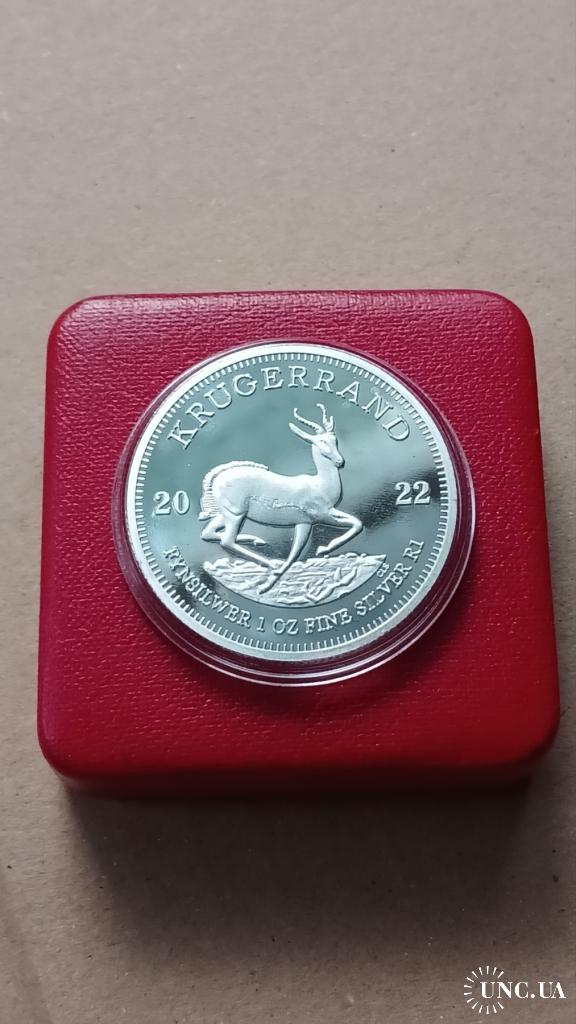 KRUGERRAND
20 22
FYNSILWER 1 OZ FINE SILVER R1
UNC.UA